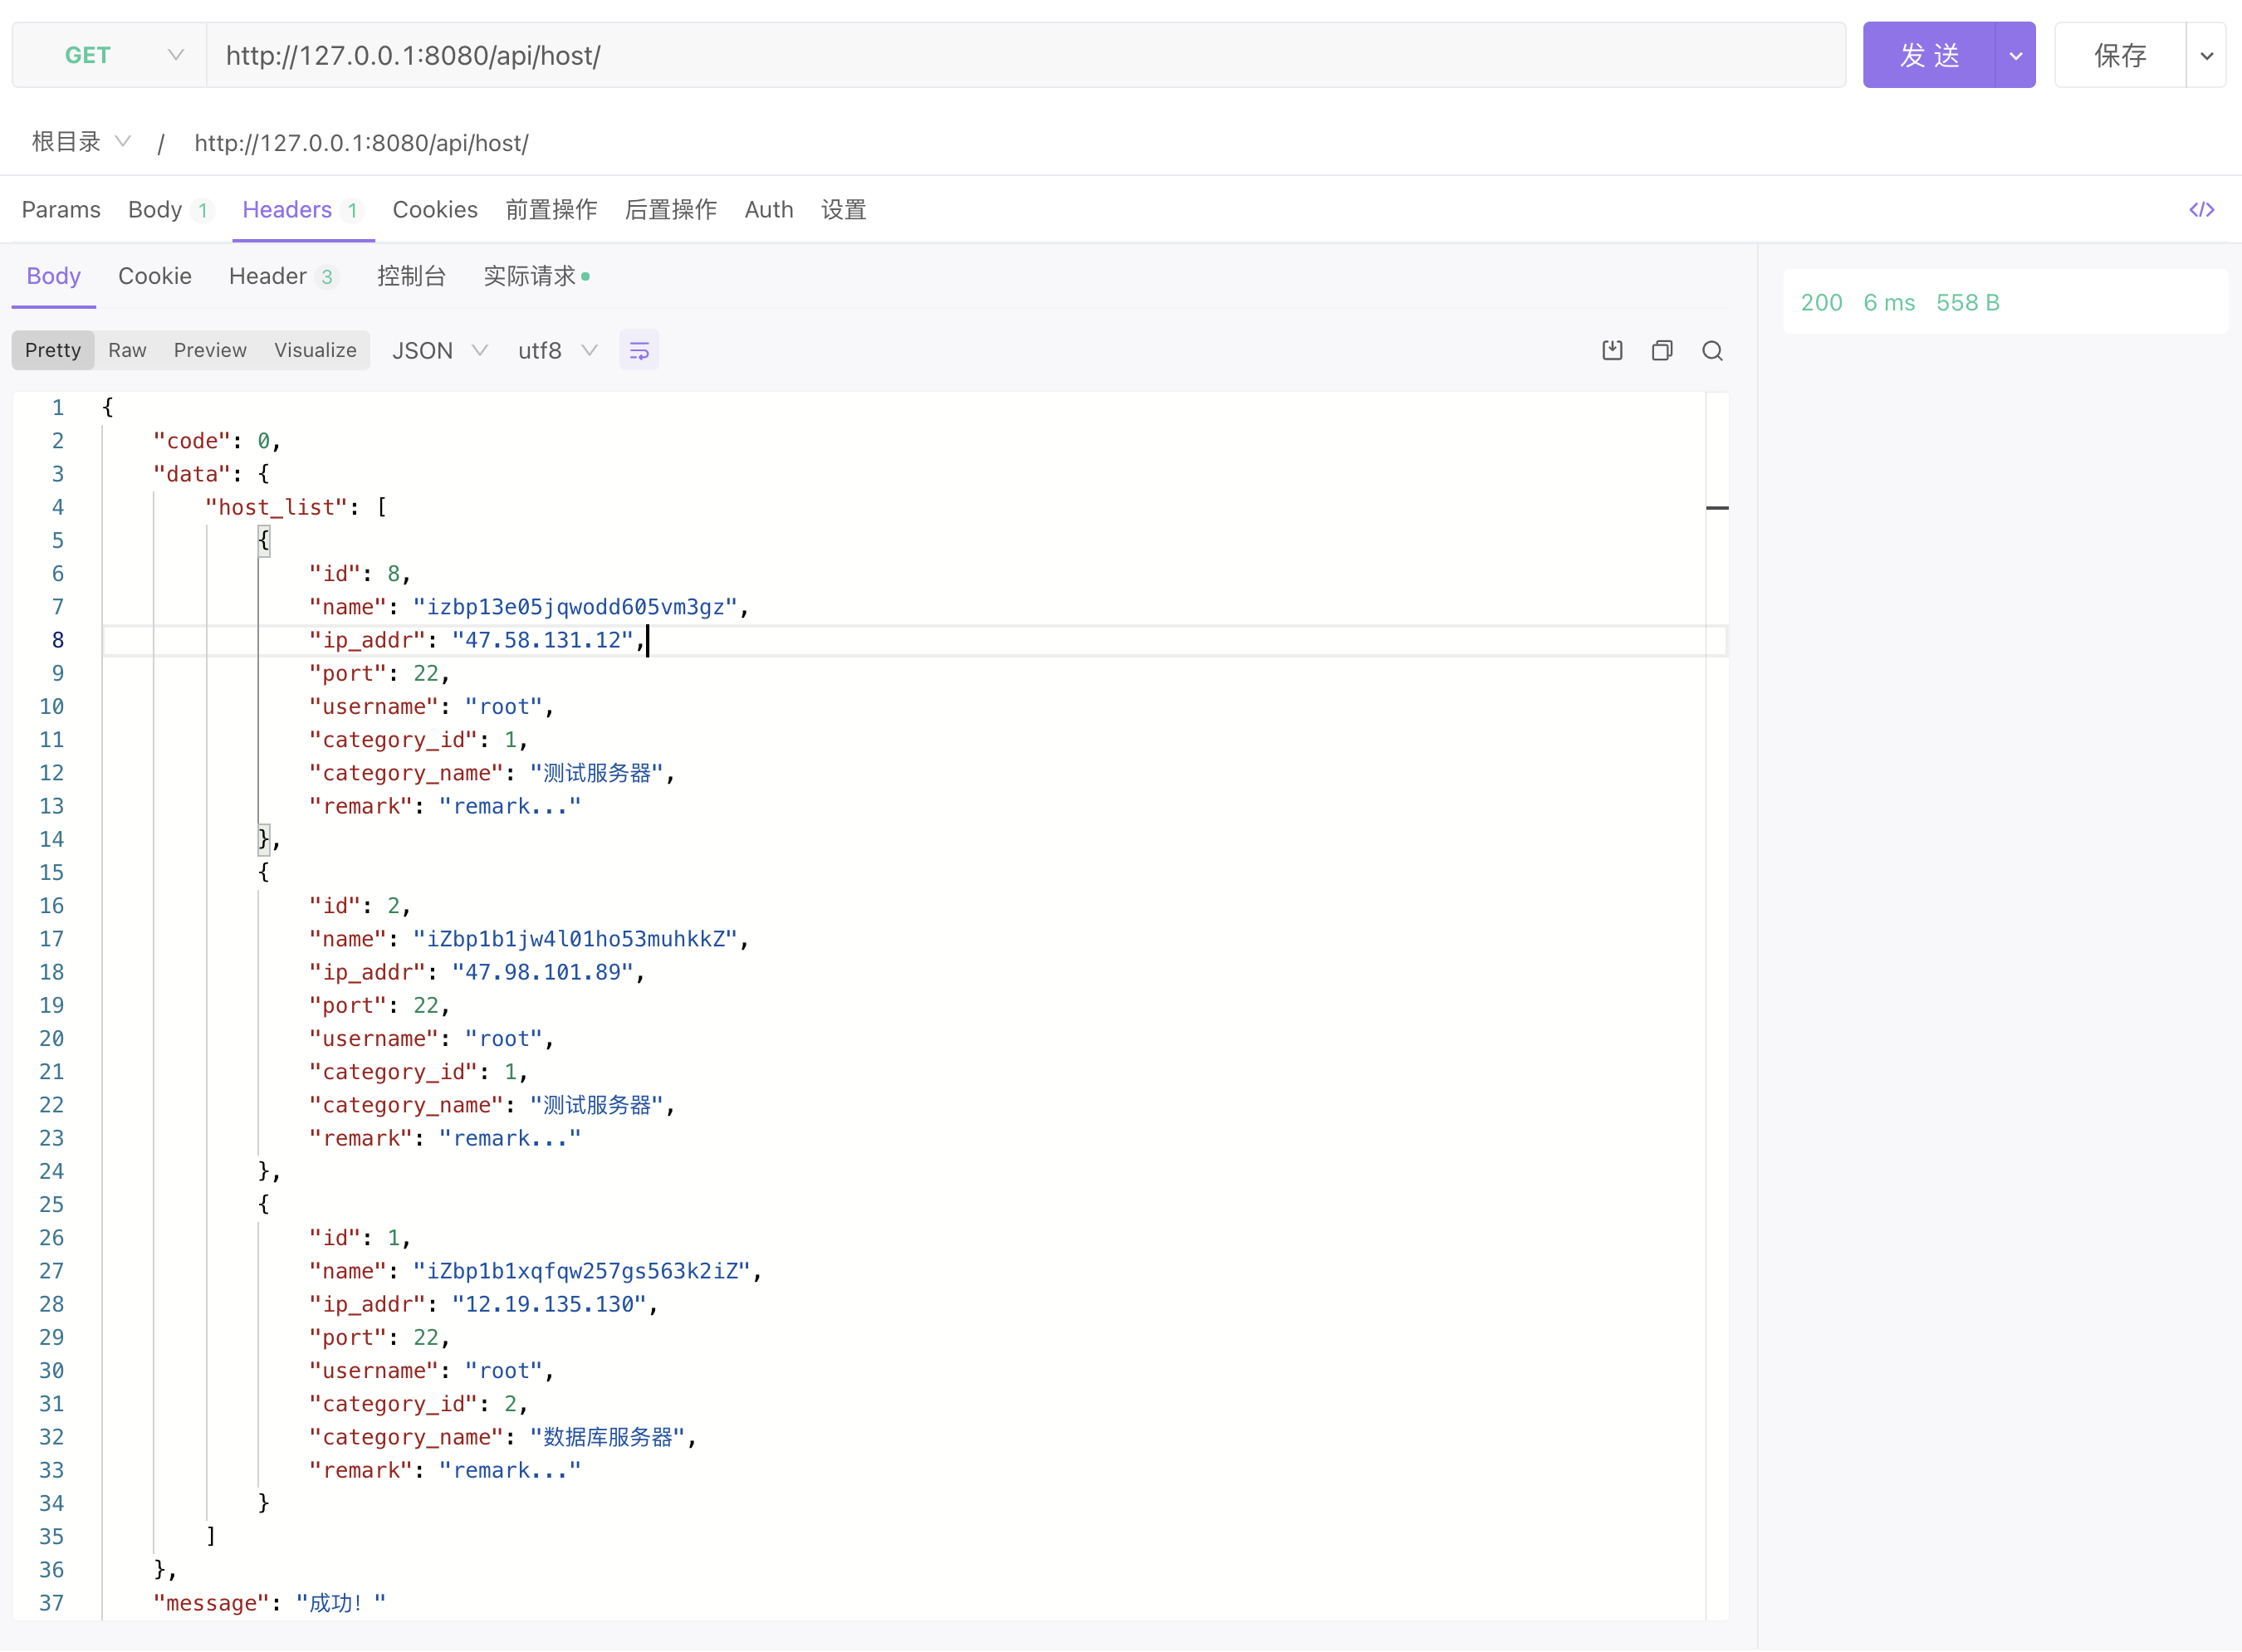 GET http://127.0.0.1:8080/api/host/ 发 送 保存
根目录 / http://127.0.0.1:8080/api/host/
Params Body 1 Headers 1 Cookies 前置操作 后置操作 Auth 设置 </>
Body Cookie Header 3 控制台 实际请求
200 6 ms 558 B
Pretty Raw Preview Visualize JSON utf8
1 {
2 "code": 0,
3 "data": {
4 "host_list": [
5 {
6 "id": 8,
7 "name": "izbp13e05jqwodd605vm3gz",
8 "ip_addr": "47.58.131.12",
9 "port": 22,
10 "username": "root",
11 "category_id": 1,
12 "category_name": "测试服务器",
13 "remark": "remark..."
14 },
15 {
16 "id": 2,
17 "name": "iZbp1b1jw4l01ho53muhkkZ",
18 "ip_addr": "47.98.101.89",
19 "port": 22,
20 "username": "root",
21 "category_id": 1,
22 "category_name": "测试服务器",
23 "remark": "remark..."
24 },
25 {
26 "id": 1,
27 "name": "iZbp1b1xqfqw257gs563k2iZ",
28 "ip_addr": "12.19.135.130",
29 "port": 22,
30 "username": "root",
31 "category_id": 2,
32 "category_name": "数据库服务器",
33 "remark": "remark..."
34 }
35 ]
36 },
37 "message": "成功！"